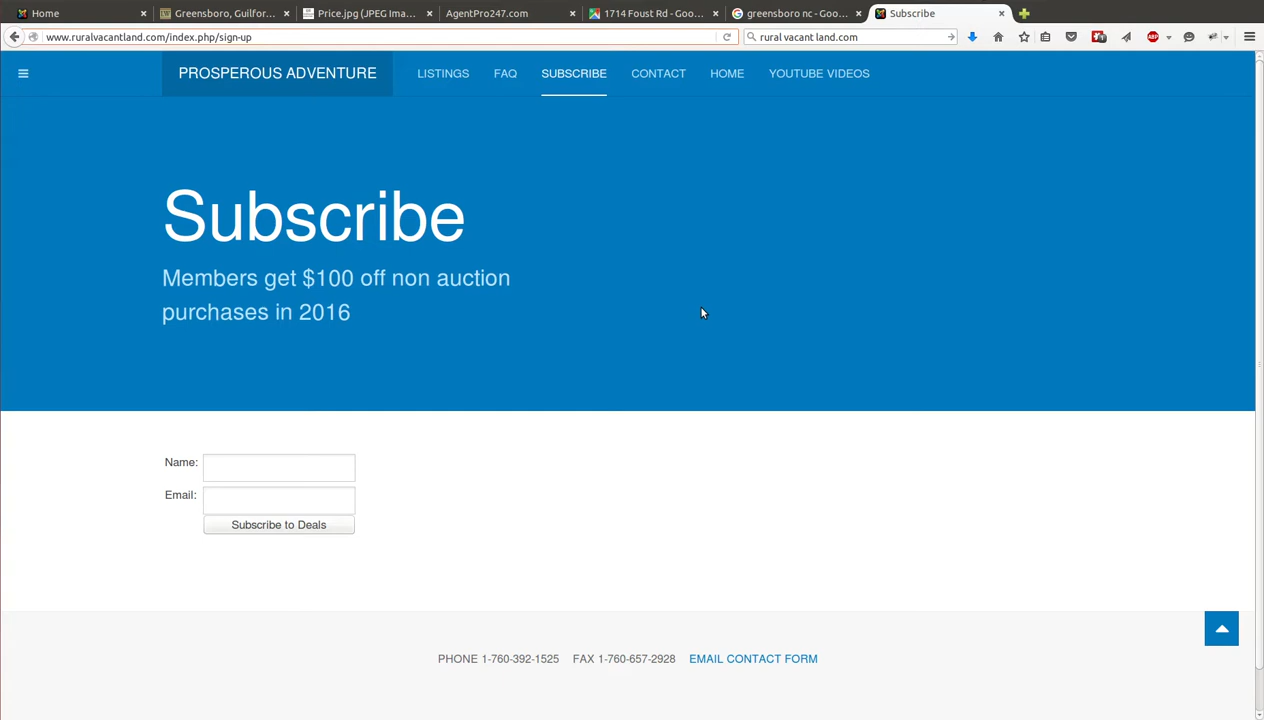 Home
Greensboro, Guilfor...
Price.jpg (JPEG Ima...
AgentPro247.com
1714 Foust Rd - Goo...
greensboro nc - Goo...
Subscribe
www.ruralvacantland.com/index.php/sign-up
rural vacant land.com
PROSPEROUS ADVENTURE
LISTINGS
FAQ
SUBSCRIBE
CONTACT
HOME
YOUTUBE VIDEOS
Subscribe
Members get $100 off non auction
purchases in 2016
Name:
Email:
Subscribe to Deals
PHONE 1-760-392-1525 FAX 1-760-657-2928 EMAIL CONTACT FORM